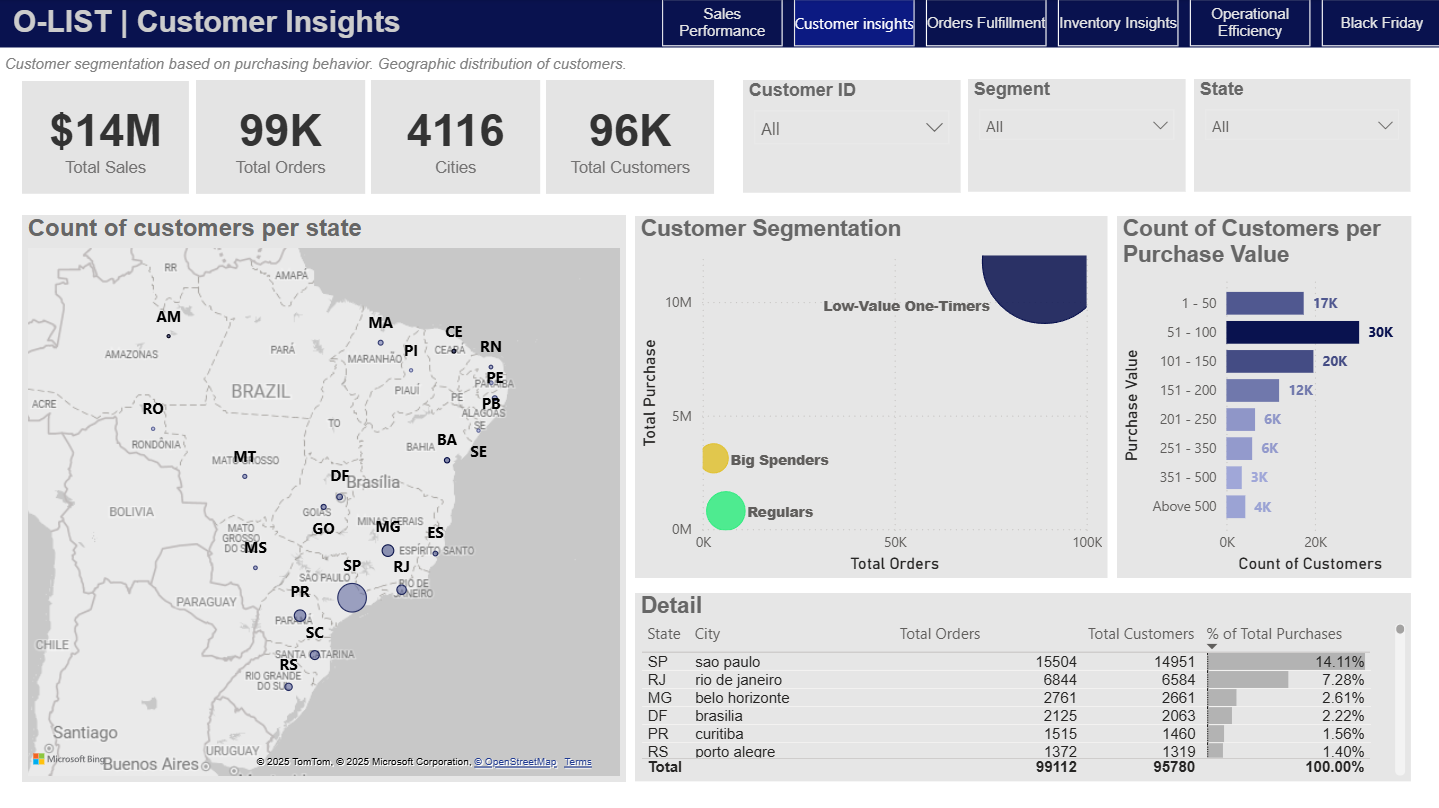 O-LIST | Customer Insights
Sales
Performance
Customer insights
Orders Fulfillment
Inventory Insights
Operational
Efficiency
Black Friday
Customer segmentation based on purchasing behavior. Geographic distribution of customers.
$14M
Total Sales
99K
Total Orders
4116
Cities
96K
Total Customers
Customer ID
All
Segment
All
State
All
Count of customers per state
RR
AMAPÁ
AM
AMAZONAS
PARÁ
MA
MARANHÃO
CE
CEARÁ
PI
PIAUÍ
RN
PE
PARAÍBA
PE
PB
ALAGOAS
SE
BRAZIL
ACRE
RO
RONDÔNIA
TO
BA
BAHIA
SE
MT
MATO GROSSO
DF
Brasília
BOLIVIA
GOIÁS
GO
MINAS GERAIS
MG
ES
ESPÍRITO SANTO
MATO
GROSSO
DO SUL
MS
SP
SÃO PAULO
RJ
RIO DE
JANEIRO
PARAGUAY
PR
PARANÁ
SC
SANTA CATARINA
CHILE
RS
RIO GRANDE
DO SUL
Santiago
URUGUAY
Buenos Aires
Microsoft Bing
© 2025 TomTom, © 2025 Microsoft Corporation, © OpenStreetMap Terms
Customer Segmentation
Total Purchase
10M
5M
0M
Low-Value One-Timers
Big Spenders
Regulars
0K
50K
100K
Total Orders
Count of Customers per
Purchase Value
Purchase Value
1 - 50 17K
51 - 100 30K
101 - 150 20K
151 - 200 12K
201 - 250 6K
251 - 350 6K
351 - 500 3K
Above 500 4K
0K
20K
Count of Customers
Detail
State City Total Orders Total Customers % of Total Purchases
SP sao paulo 15504 14951 14.11%
RJ rio de janeiro 6844 6584 7.28%
MG belo horizonte 2761 2661 2.61%
DF brasilia 2125 2063 2.22%
PR curitiba 1515 1460 1.56%
RS porto alegre 1372 1319 1.40%
Total 99112 95780 100.00%